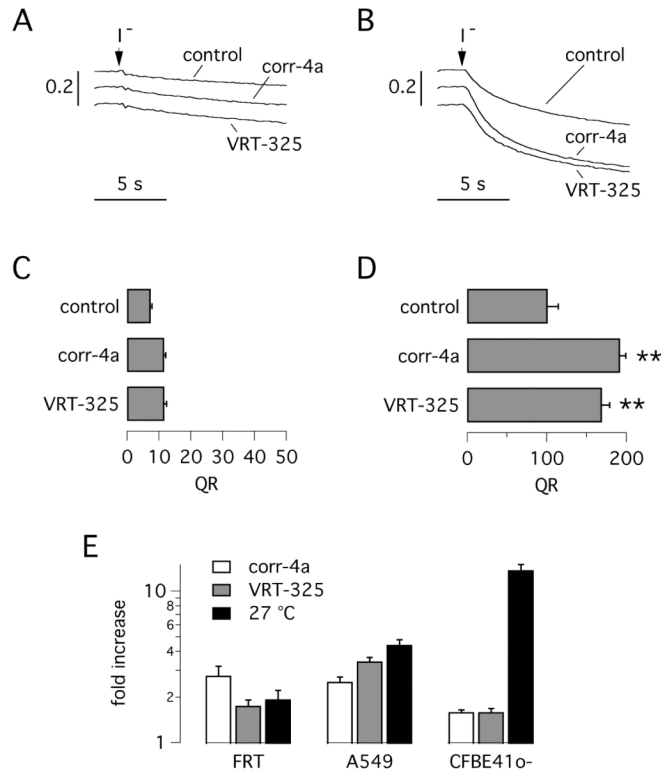 A
I-
control
corr-4a
VRT-325
0.2
5 s
B
I-
control
corr-4a
VRT-325
0.2
5 s
C
control
corr-4a
VRT-325
0 10 20 30 40 50
QR
D
control
corr-4a **
VRT-325 **
0 100 200
QR
E
corr-4a
VRT-325
27 °C
fold increase
10
8
6
4
2
1
FRT A549 CFBE41o-